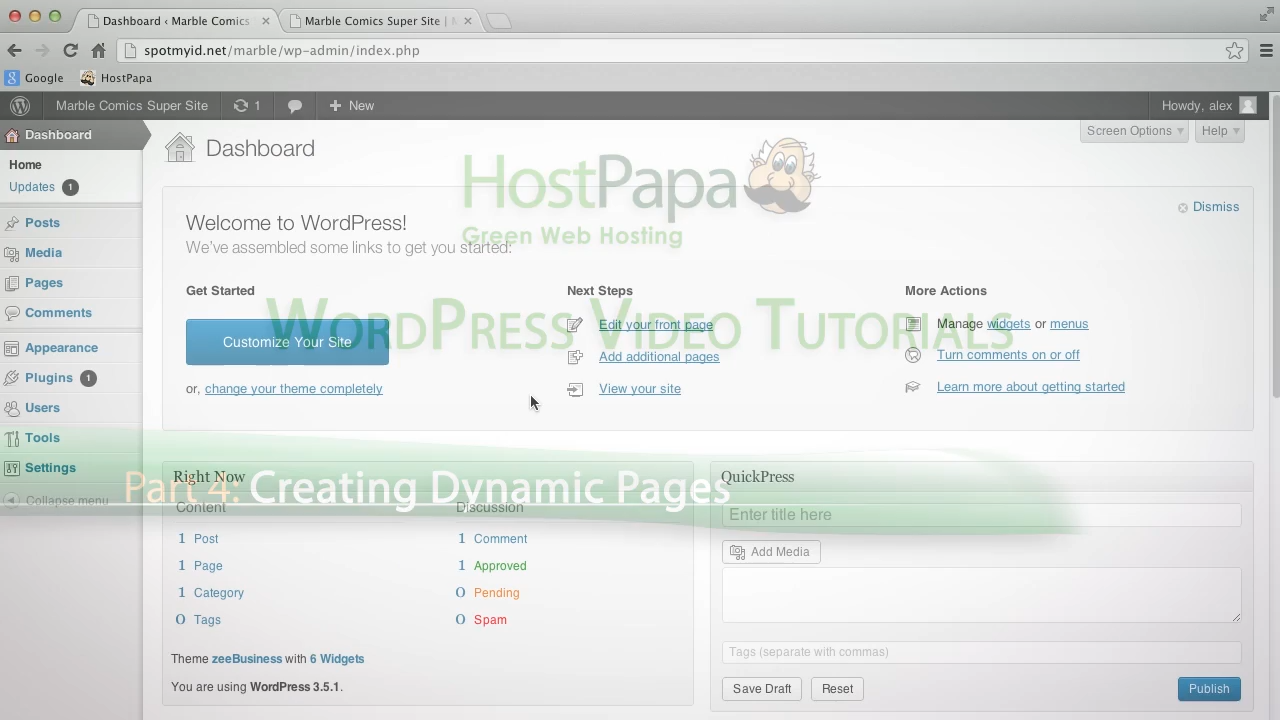 Dashboard ‹ Marble Comics
Marble Comics Super Site |
spotmyid.net/marble/wp-admin/index.php
Google
HostPapa
Marble Comics Super Site
1
New
Howdy, alex
Dashboard
Home
Updates 1
Posts
Media
Pages
Comments
Appearance
Plugins 1
Users
Tools
Settings
Collapse menu
Dashboard
Screen Options
Help
HostPapa
Green Web Hosting
WordPress Video Tutorials
Part 4: Creating Dynamic Pages
Welcome to WordPress!
We've assembled some links to get you started:
Dismiss
Get Started
Customize Your Site
or, change your theme completely
Next Steps
Edit your front page
Add additional pages
View your site
More Actions
Manage widgets or menus
Turn comments on or off
Learn more about getting started
Right Now
Content
1 Post
1 Page
1 Category
0 Tags
Discussion
1 Comment
1 Approved
0 Pending
0 Spam
Theme zeeBusiness with 6 Widgets
You are using WordPress 3.5.1.
QuickPress
Enter title here
Add Media
Tags (separate with commas)
Save Draft
Reset
Publish